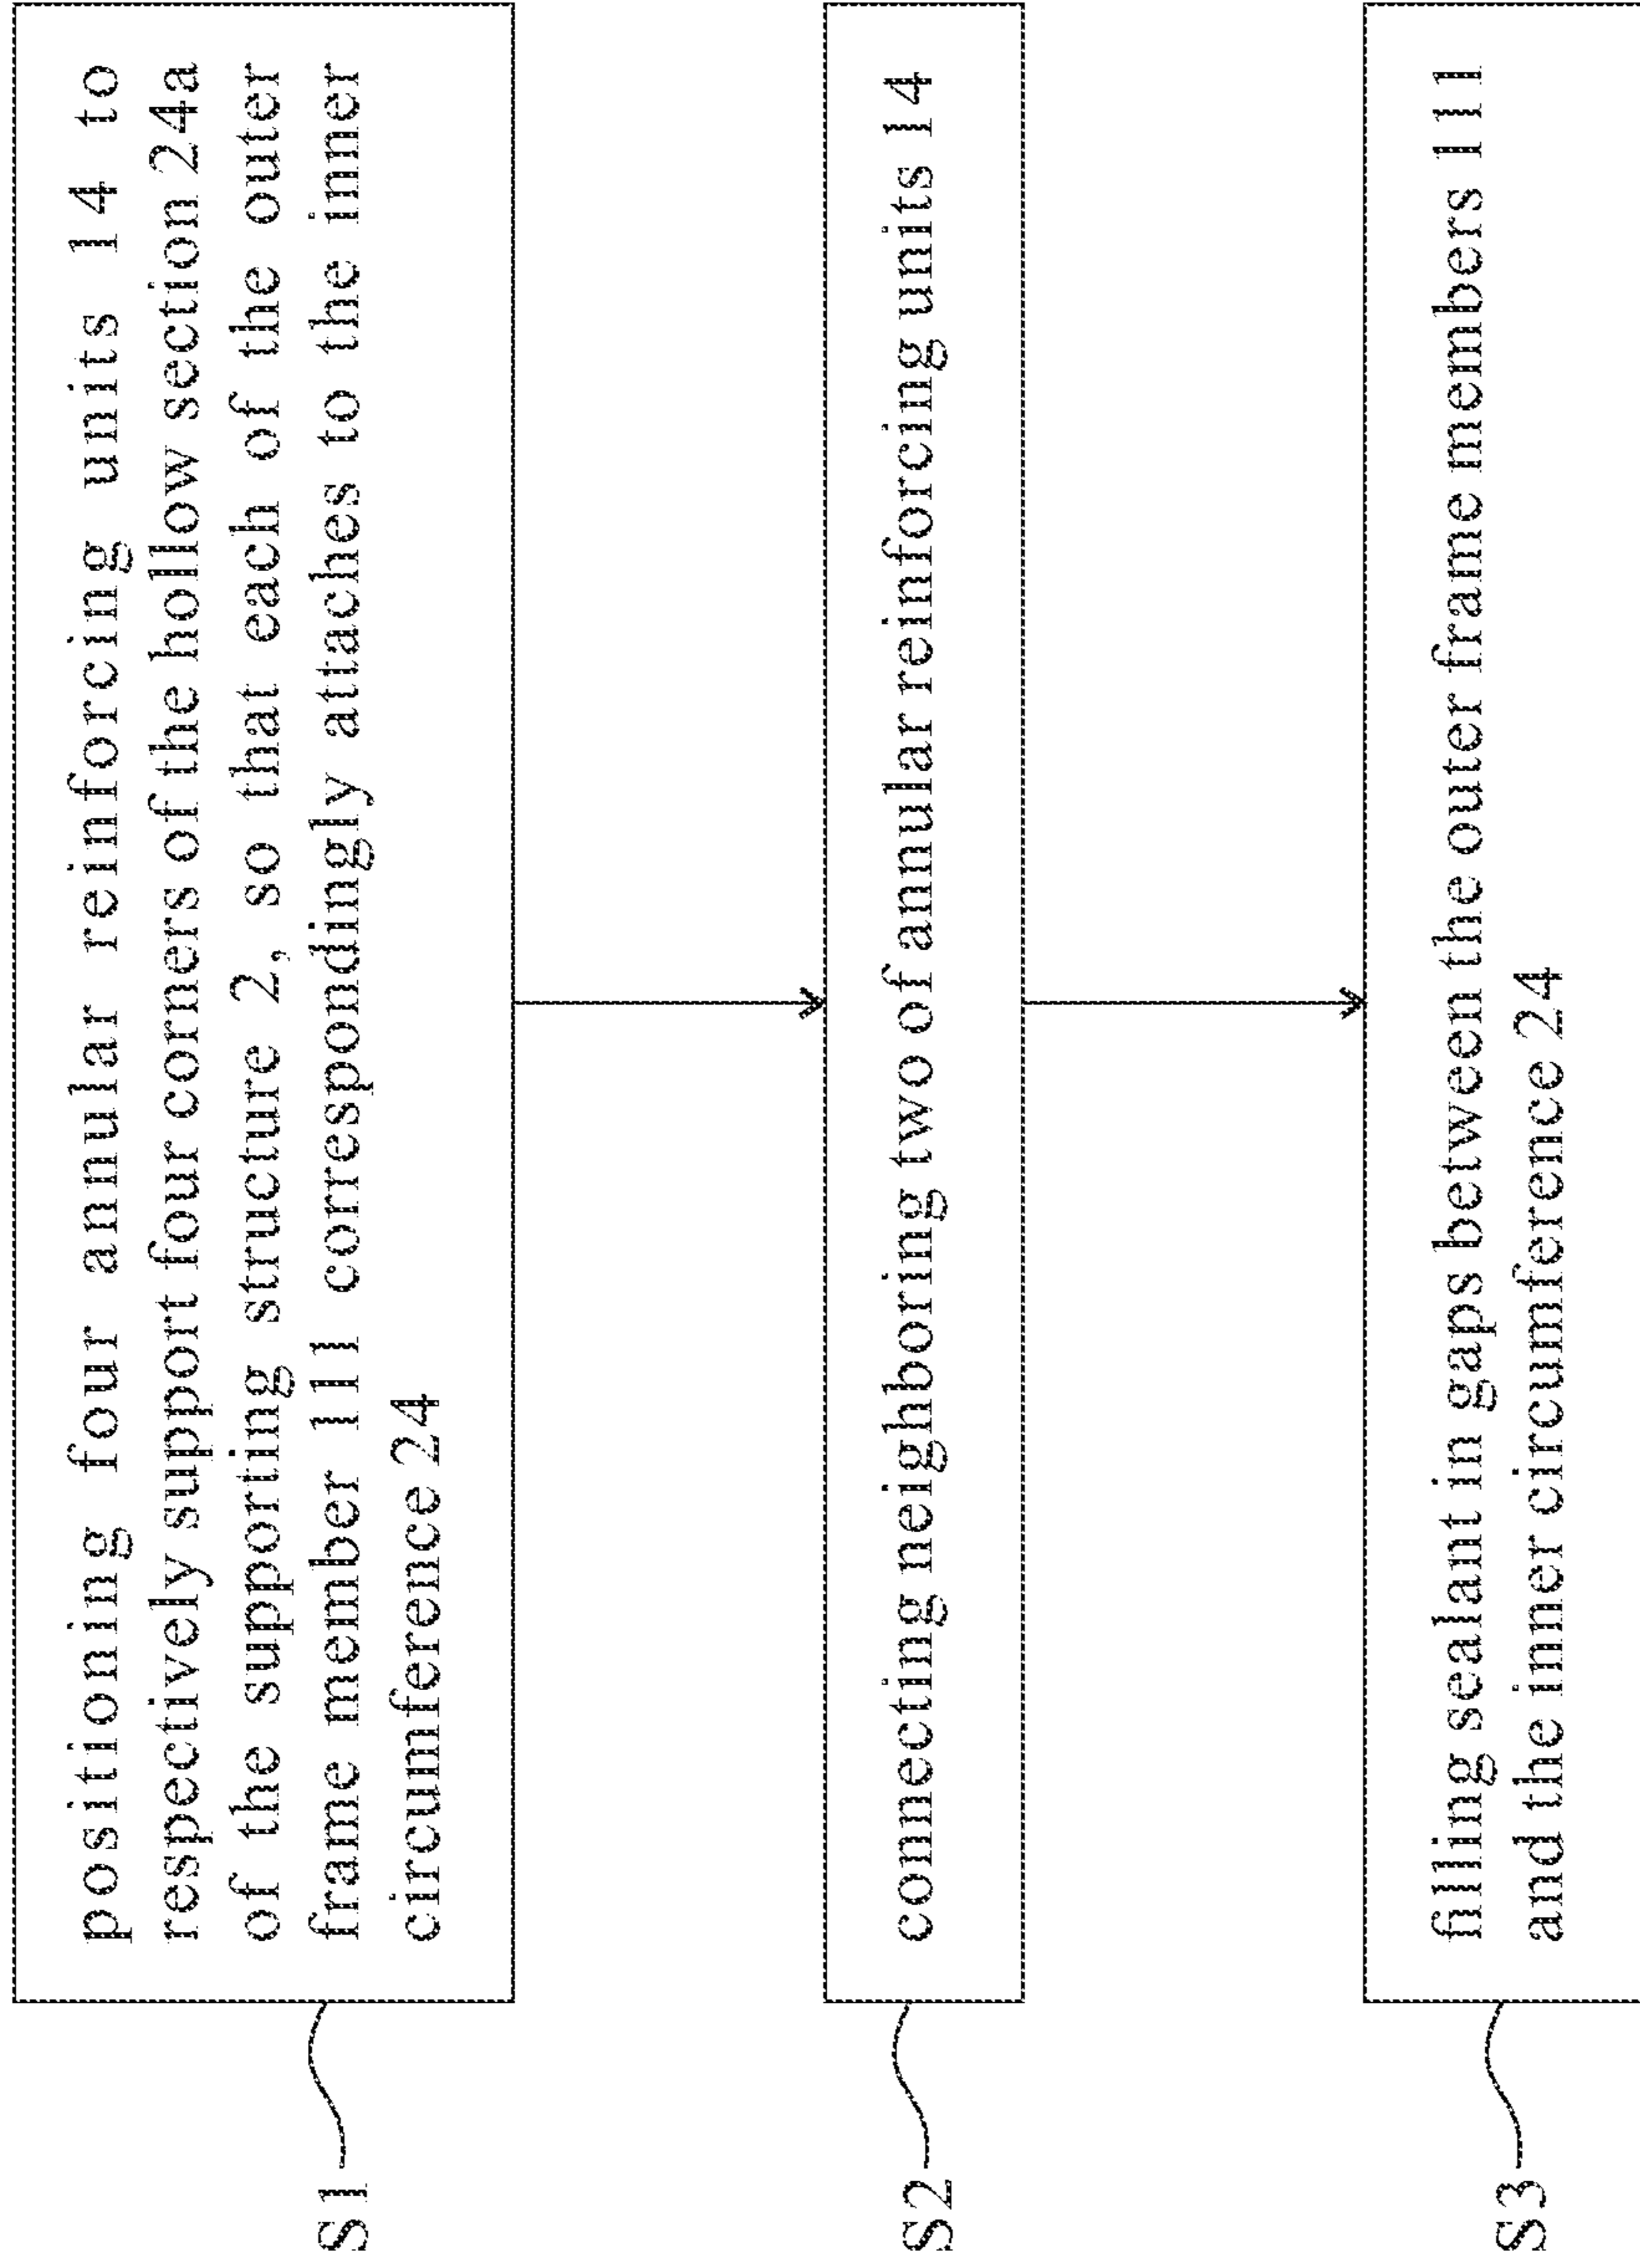 S1
positioning four annular reinforcing units 14 to
respectively support four corners of the hollow section 24a
of the supporting structure 2, so that each of the outer
frame member 111 correspondingly attaches to the inner
circumference 24
S2
connecting neighboring two of annular reinforcing units 14
S3
filling sealant in gaps between the outer frame members 111
and the inner circumference 24